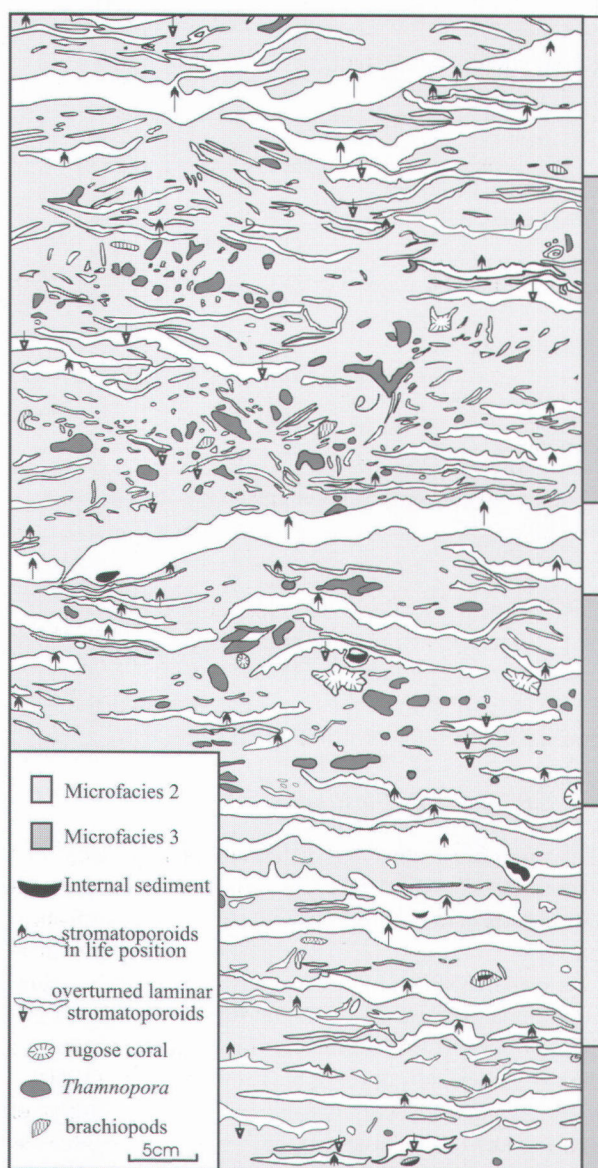 Microfacies 2
Microfacies 3
Internal sediment
stromatoporoids
in life position
overturned laminar
stromatoporoids
rugose coral
Thamnopora
brachiopods
5cm